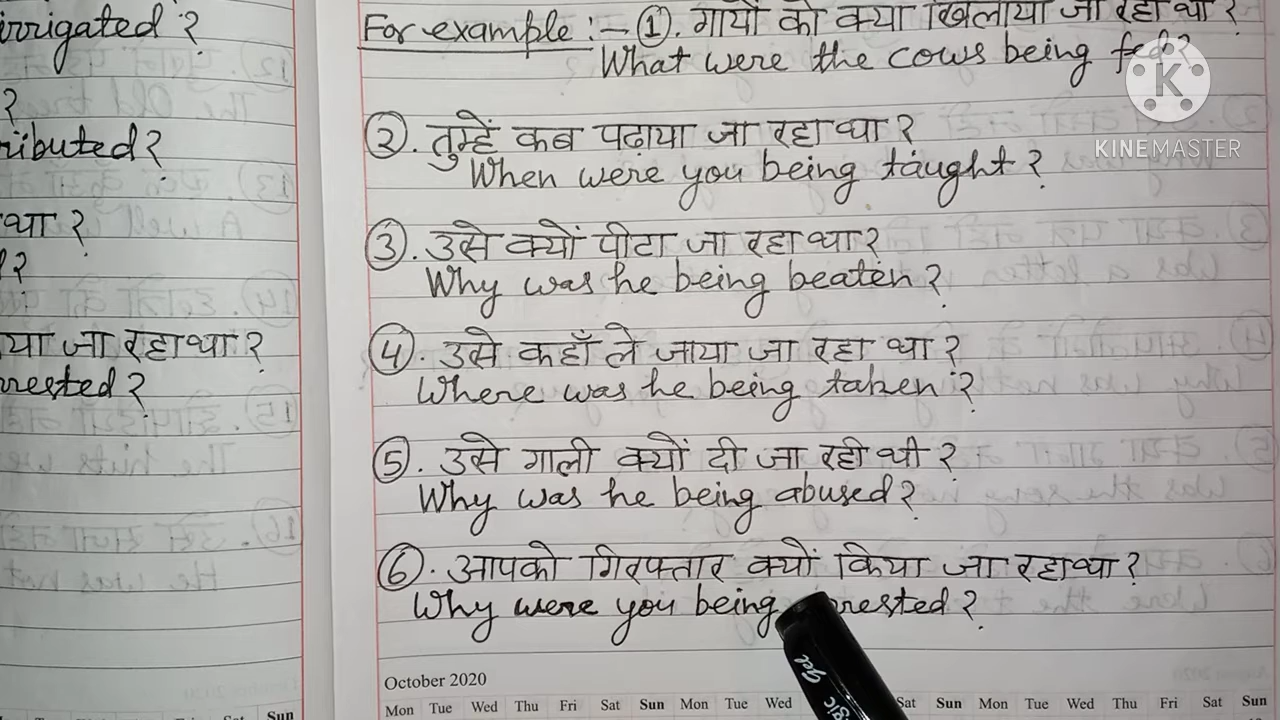 irrigated?
?
ributed?
था?
?
या जा रहा था?
rrested?
For example :- ①. गायों को क्या खिलाया जा रहा था?
What were the cows being fed?
②. तुम्हें कब पढ़ाया जा रहा था?
When were you being taught?
③. उसे क्यों पीटा जा रहा था?
Why was he being beaten?
④. उसे कहाँ ले जाया जा रहा था?
Where was he being taken?
⑤. उसे गाली क्यों दी जा रही थी?
Why was he being abused?
⑥. आपको गिरफ्तार क्यों किया जा रहा था?
Why were you being rested?
October 2020
Mon Tue Wed Thu Fri Sat Sun Mon Tue Wed Sat Sun Mon Thu Fri Sat Sun
Sun
K
KINEMASTER
gic Gel